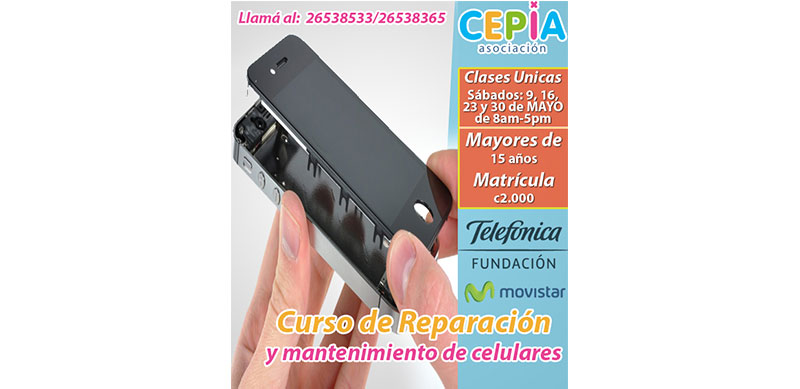 Llamá al: 26538533/26538365
CEPIA
asociación
Clases Unicas
Sábados: 9, 16,
23 y 30 de MAYO
de 8am-5pm
Mayores de
15 años
Matrícula
c2.000
Telefónica
FUNDACIÓN
movistar
Curso de Reparación
y mantenimiento de celulares